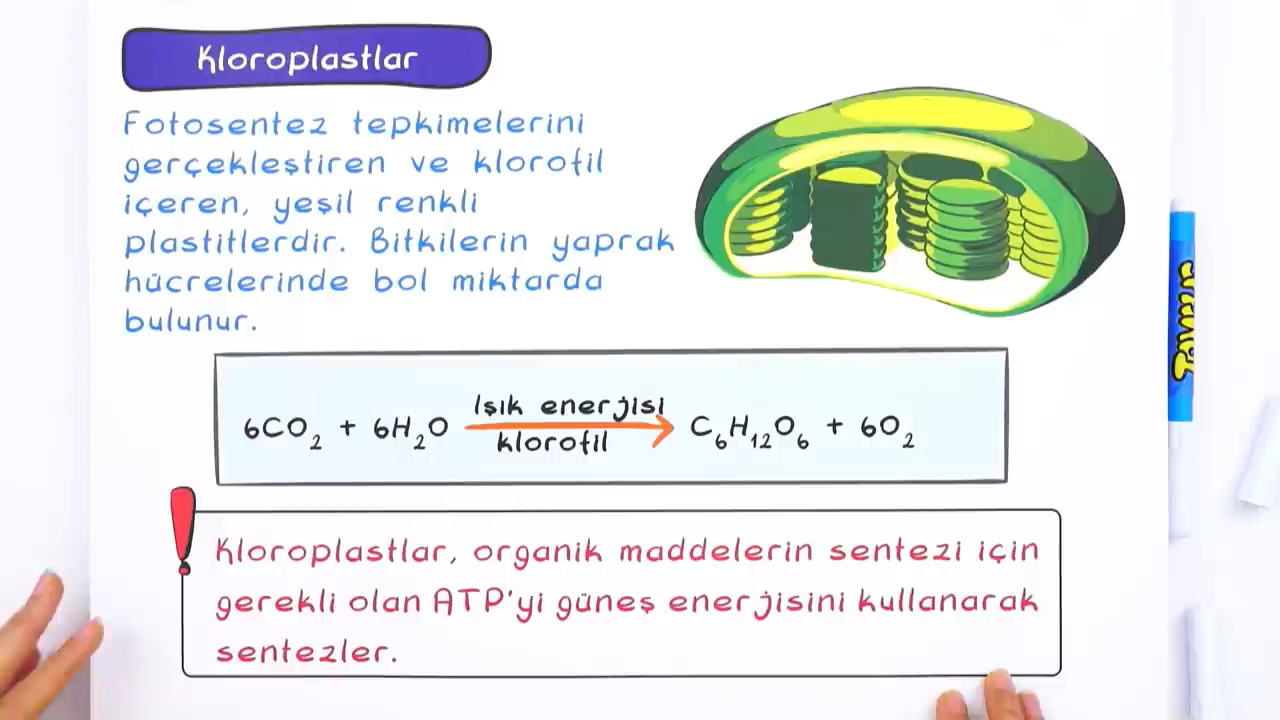 Kloroplastlar
Fotosentez tepkimelerini
gerçekleştiren ve klorofil
içeren, yeşil renkli
plastitlerdir. Bitkilerin yaprak
hücrelerinde bol miktarda
bulunur.
Işık enerjisi
6CO₂ + 6H₂O → C₆H₁₂O₆ + 6O₂
klorofil
! Kloroplastlar, organik maddelerin sentezi için
gerekli olan ATP'yi güneş enerjisini kullanarak
sentezler.